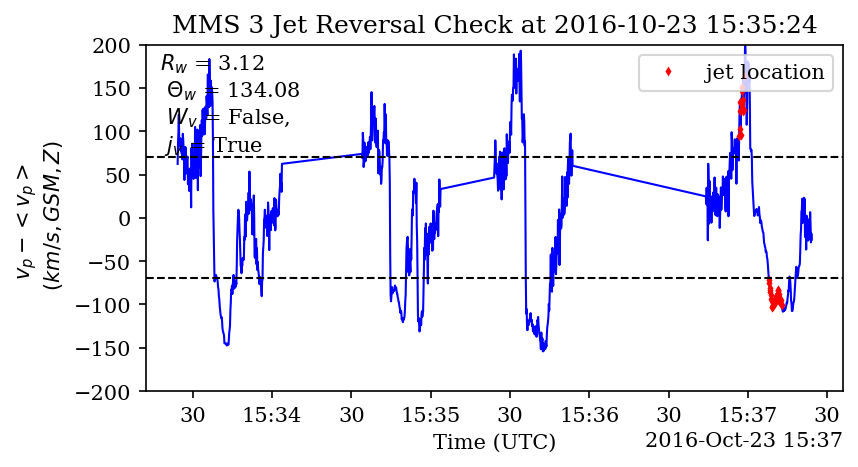 MMS 3 Jet Reversal Check at 2016-10-23 15:35:24
R_w = 3.12
Θ_w = 134.08
W_v = False,
j_v = True
jet location
200
150
100
50
0
−50
−100
−150
−200
v_p − < v_p >
(km/s, GSM, Z)
30 15:34 30 15:35 30 15:36 30 15:37 30
Time (UTC)
2016-Oct-23 15:37